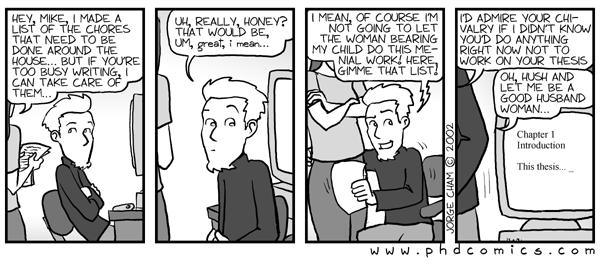 HEY, MIKE, I MADE A
LIST OF THE CHORES
THAT NEED TO BE
DONE AROUND THE
HOUSE... BUT IF YOU'RE
TOO BUSY WRITING, I
CAN TAKE CARE OF
THEM...
UH, REALLY, HONEY?
THAT WOULD BE,
UM, great, i mean...
I MEAN, OF COURSE I'M
NOT GOING TO LET
THE WOMAN BEARING
MY CHILD DO THIS ME-
NIAL WORK! HERE,
GIMME THAT LIST!
JORGE CHAM © 2002
I'D ADMIRE YOUR CHI-
VALRY IF I DIDN'T KNOW
YOU'D DO ANYTHING
RIGHT NOW NOT TO
WORK ON YOUR THESIS
OH, HUSH AND
LET ME BE A
GOOD HUSBAND
WOMAN...
Chapter 1
Introduction
This thesis... _
www.phdcomics.com